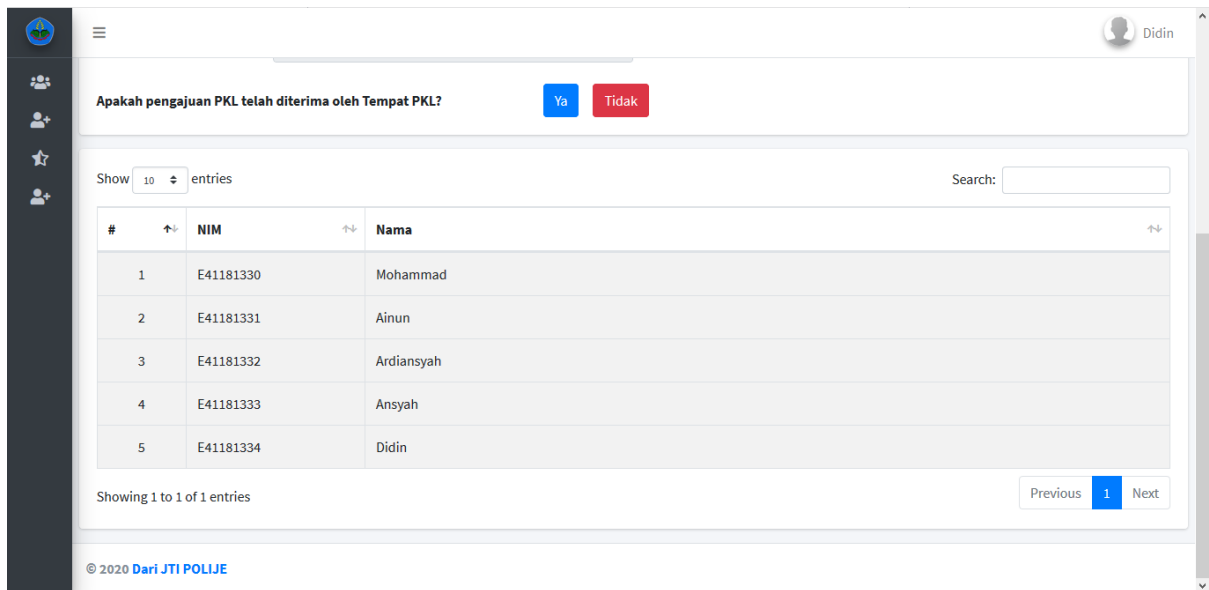 Didin
Apakah pengajuan PKL telah diterima oleh Tempat PKL? Ya Tidak
Show 10 entries Search:
# NIM Nama
1 E41181330 Mohammad
2 E41181331 Ainun
3 E41181332 Ardiansyah
4 E41181333 Ansyah
5 E41181334 Didin
Showing 1 to 1 of 1 entries Previous 1 Next
© 2020 Dari JTI POLIJE